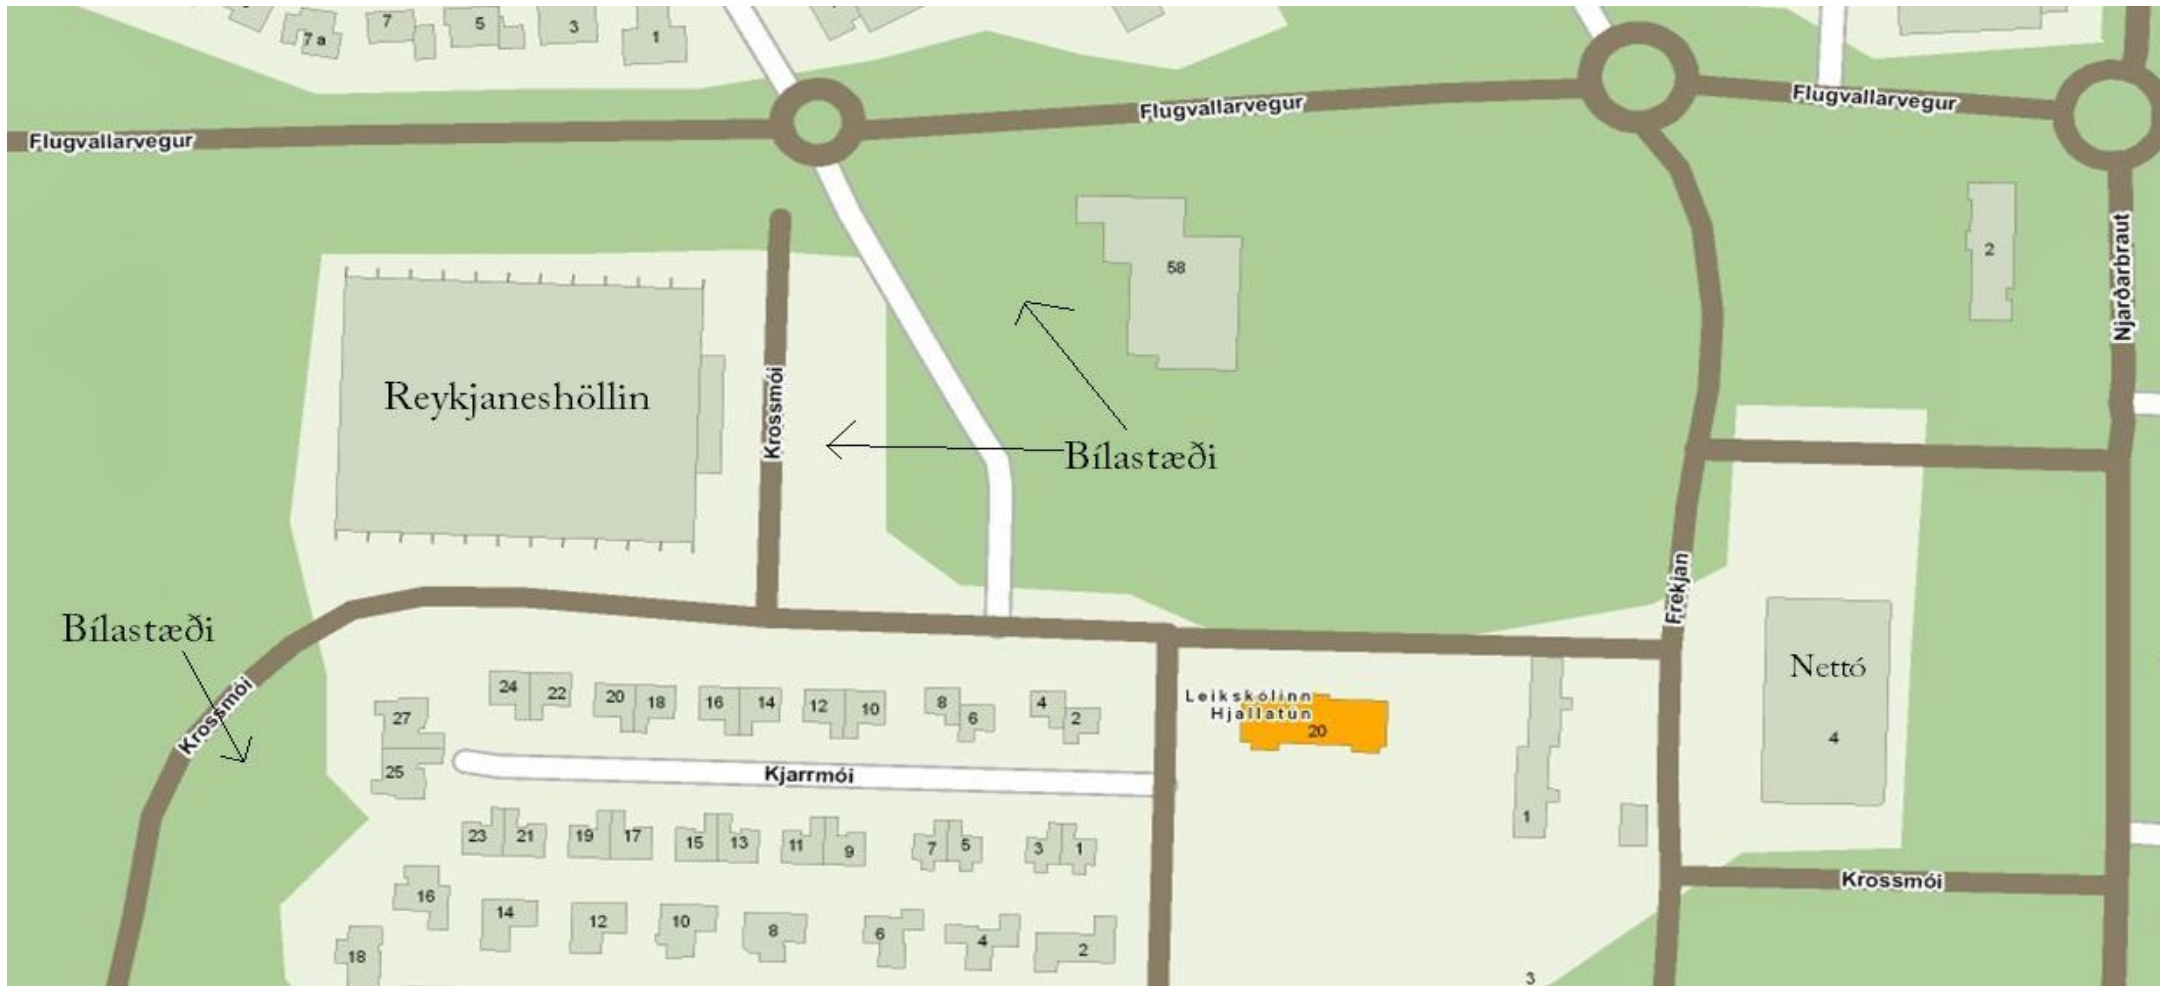 7 a
7
5
3
1
Flugvallarvegur
Flugvallarvegur
Flugvallarvegur
58
2
Njarðarbraut
Reykjaneshöllin
Krossmói
Bílastæði
Bílastæði
Krossmói
Frekjan
Nettó
4
Leikskólinn
Hjallatún
20
24
22
20
18
16
14
12
10
8
6
4
2
27
25
Kjarrmói
23
21
19
17
15
13
11
9
7
5
3
1
1
Krossmói
16
14
12
10
8
6
4
2
18
3